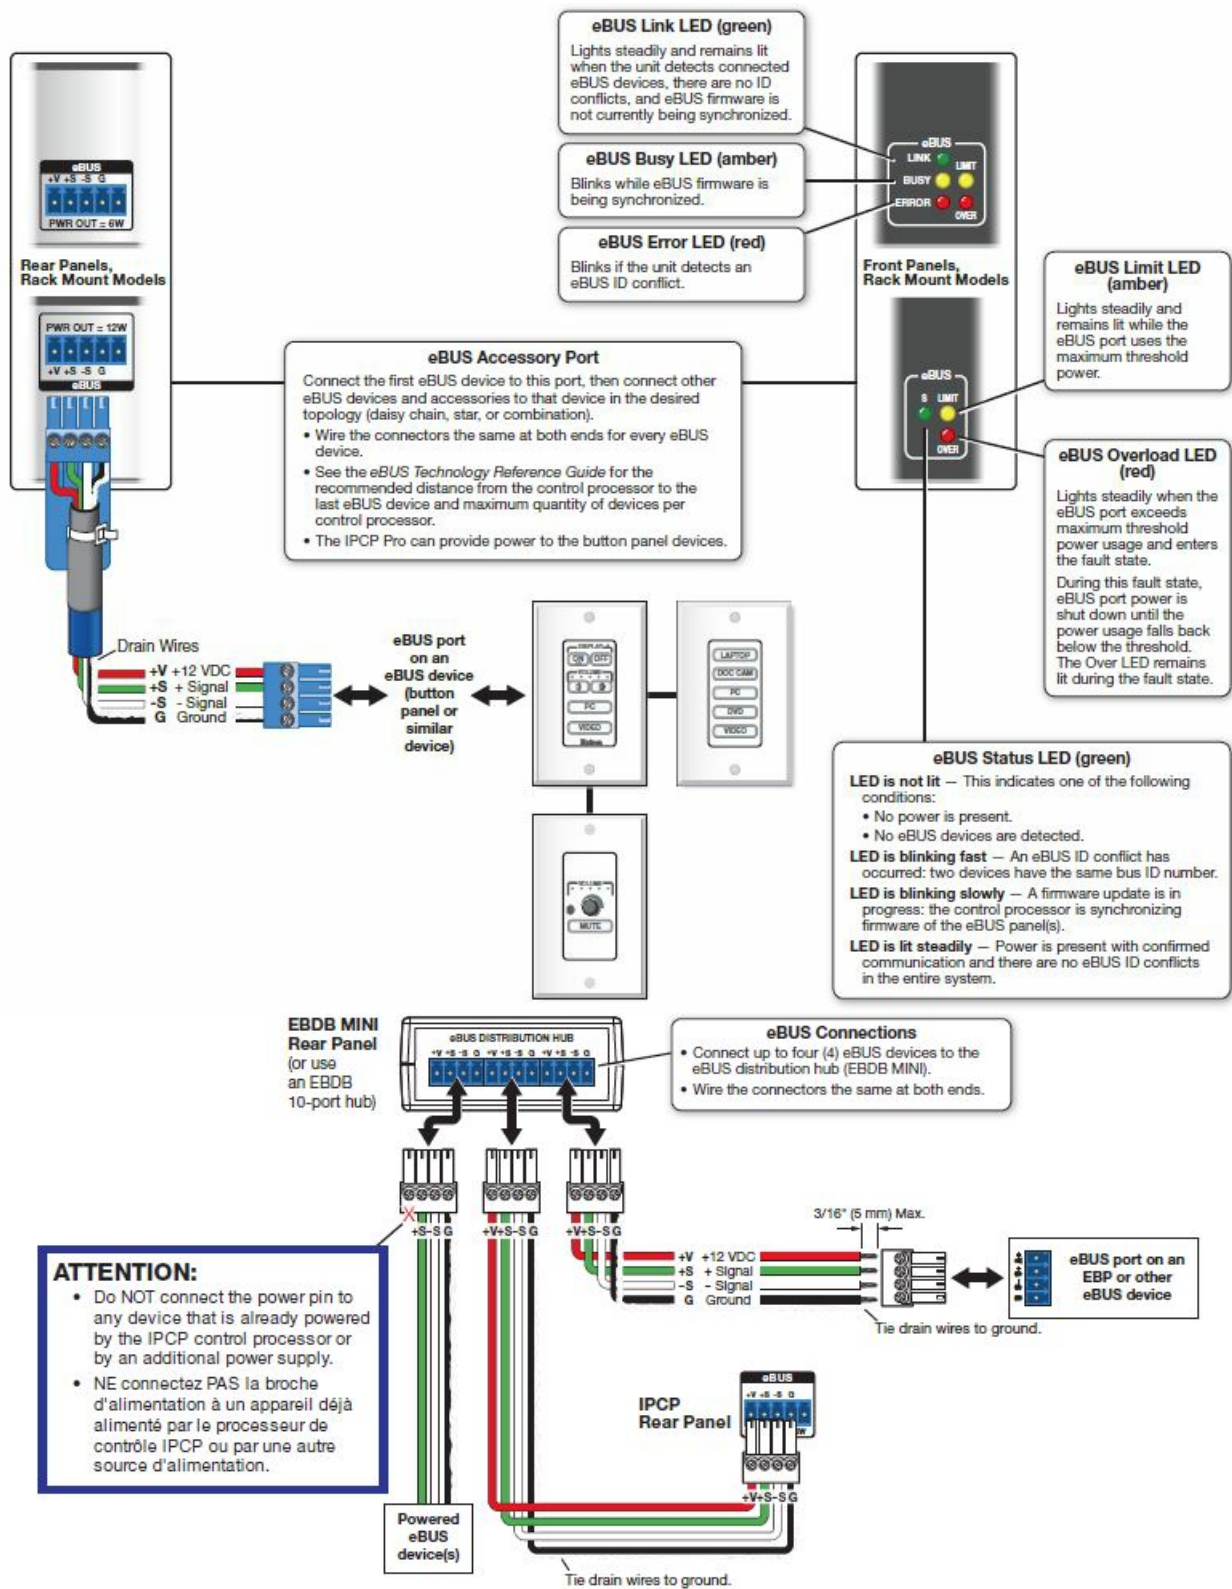 eBUS Link LED (green)
Lights steadily and remains lit
when the unit detects connected
eBUS devices, there are no ID
conflicts, and eBUS firmware is
not currently being synchronized.
eBUS Busy LED (amber)
Blinks while eBUS firmware is
being synchronized.
eBUS Error LED (red)
Blinks if the unit detects an
eBUS ID conflict.
eBUS
+V +S -S G
PWR OUT = 6W
Rear Panels,
Rack Mount Models
PWR OUT = 12W
+V +S -S G
eBUS
eBUS
LINK
LIMIT
BUSY
ERROR
OVER
Front Panels,
Rack Mount Models
eBUS
S LIMIT
OVER
eBUS Limit LED
(amber)
Lights steadily and
remains lit while the
eBUS port uses the
maximum threshold
power.
eBUS Accessory Port
Connect the first eBUS device to this port, then connect other
eBUS devices and accessories to that device in the desired
topology (daisy chain, star, or combination).
• Wire the connectors the same at both ends for every eBUS
device.
• See the eBUS Technology Reference Guide for the
recommended distance from the control processor to the
last eBUS device and maximum quantity of devices per
control processor.
• The IPCP Pro can provide power to the button panel devices.
eBUS Overload LED
(red)
Lights steadily when the
eBUS port exceeds
maximum threshold
power usage and enters
the fault state.
During this fault state,
eBUS port power is
shut down until the
power usage falls back
below the threshold.
The Over LED remains
lit during the fault state.
Drain Wires
+V +12 VDC
+S + Signal
-S - Signal
G Ground
eBUS port
on an
eBUS device
(button
panel or
similar
device)
DISPLAY
ON OFF
VOLUME
PC
VIDEO
LAPTOP
DOC CAM
PC
DVD
VIDEO
VOLUME
MUTE
eBUS Status LED (green)
LED is not lit — This indicates one of the following
conditions:
• No power is present.
• No eBUS devices are detected.
LED is blinking fast — An eBUS ID conflict has
occurred: two devices have the same bus ID number.
LED is blinking slowly — A firmware update is in
progress: the control processor is synchronizing
firmware of the eBUS panel(s).
LED is lit steadily — Power is present with confirmed
communication and there are no eBUS ID conflicts
in the entire system.
EBDB MINI
Rear Panel
(or use
an EBDB
10-port hub)
eBUS DISTRIBUTION HUB
+V +S -S G +V +S -S G +V +S -S G
eBUS Connections
• Connect up to four (4) eBUS devices to the
eBUS distribution hub (EBDB MINI).
• Wire the connectors the same at both ends.
X
+S -S G
+V +S -S G
+V +S -S G
3/16" (5 mm) Max.
+V +12 VDC
+S + Signal
-S - Signal
G Ground
eBUS port on an
EBP or other
eBUS device
Tie drain wires to ground.
ATTENTION:
• Do NOT connect the power pin to
any device that is already powered
by the IPCP control processor or
by an additional power supply.
• NE connectez PAS la broche
d'alimentation à un appareil déjà
alimenté par le processeur de
contrôle IPCP ou par une autre
source d'alimentation.
IPCP
Rear Panel
eBUS
+V +S -S G
+V +S -S G
Powered
eBUS
device(s)
Tie drain wires to ground.